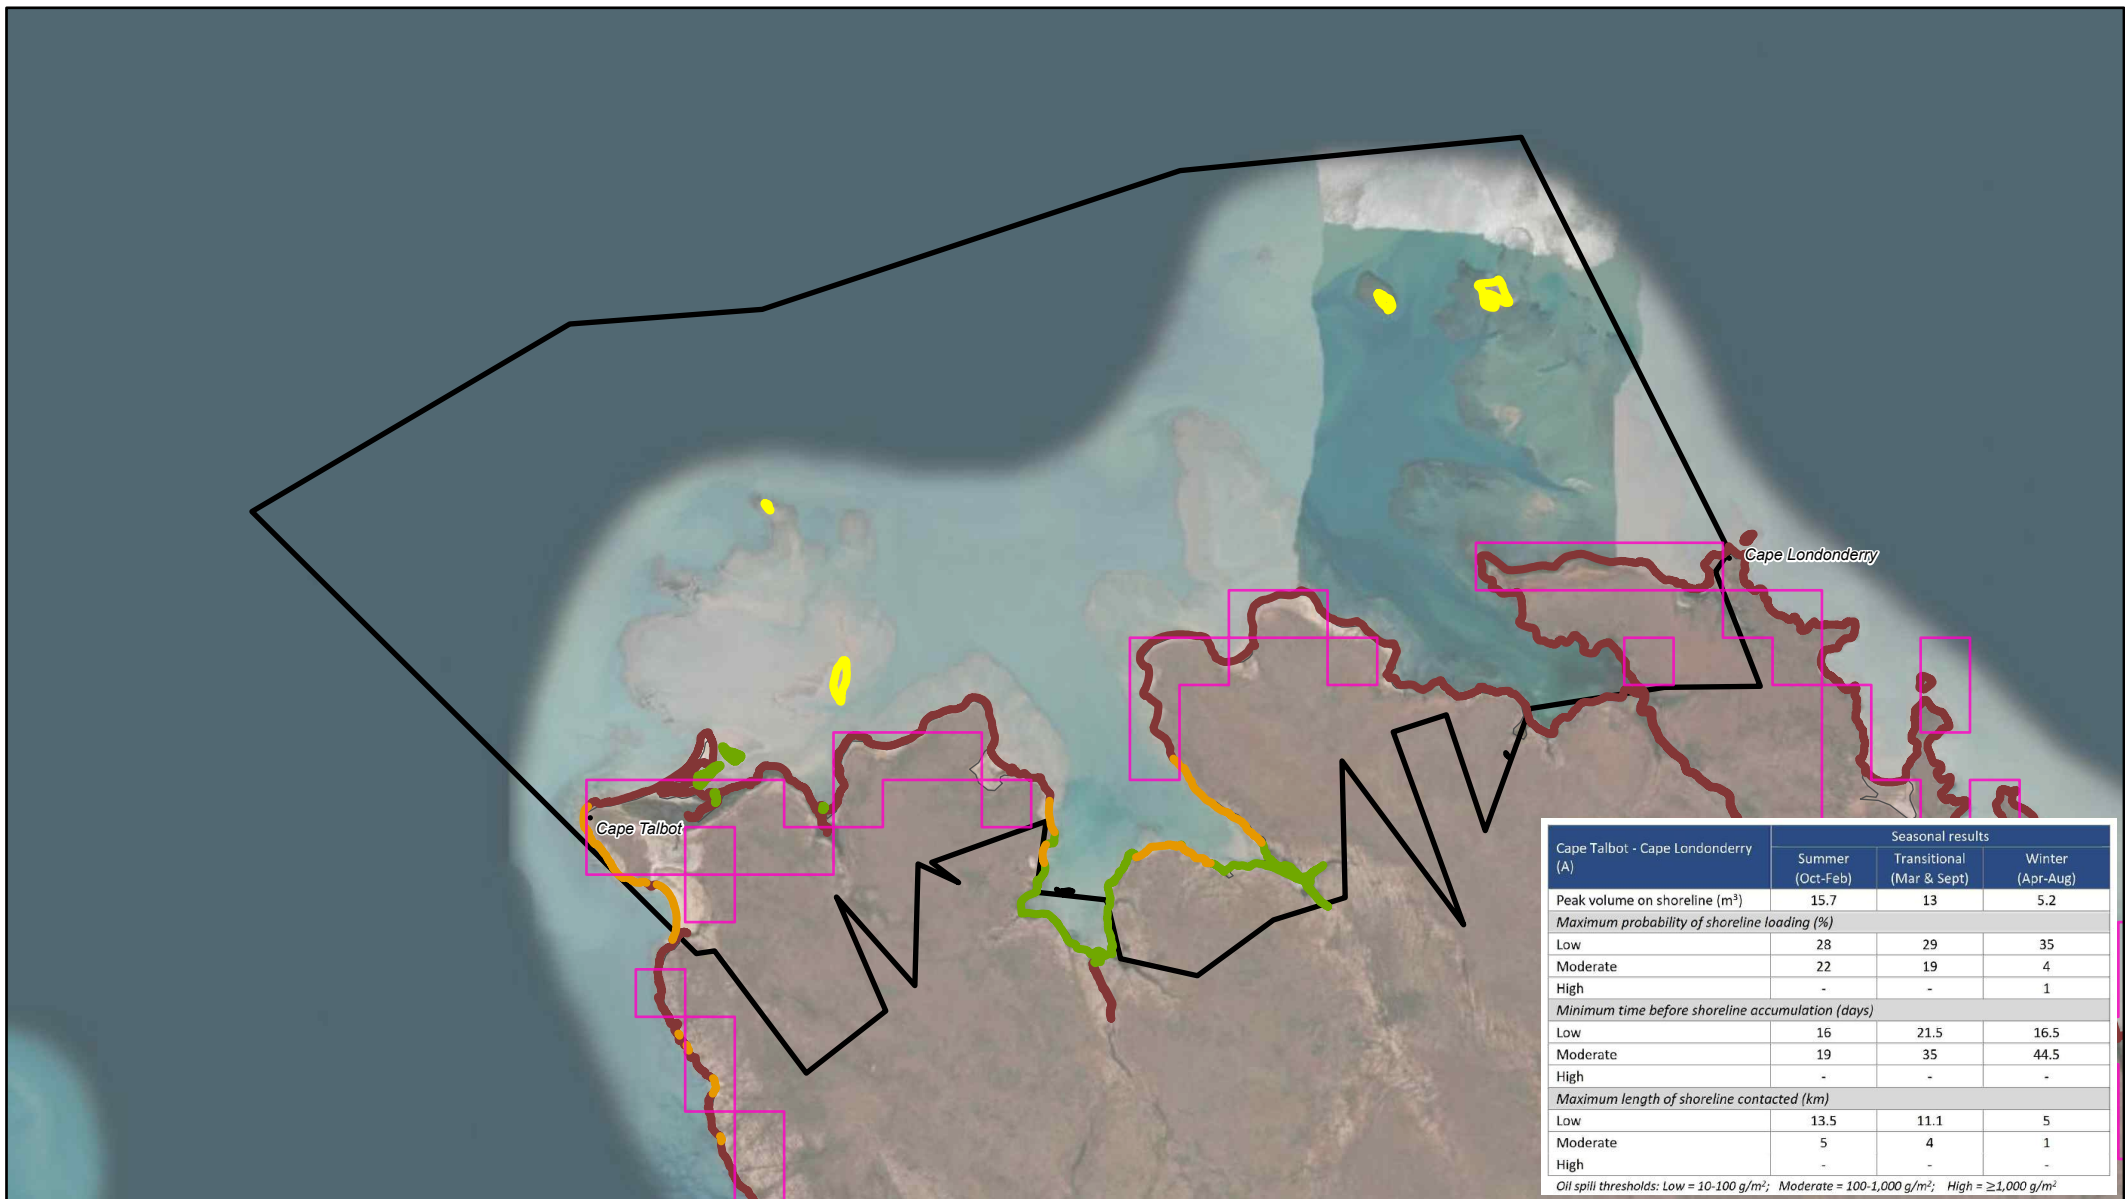 Cape Londonderry
Cape Talbot
Cape Talbot - Cape Londonderry (A)
Seasonal results
Summer (Oct-Feb) Transitional (Mar & Sept) Winter (Apr-Aug)
Peak volume on shoreline (m³) 15.7 13 5.2
Maximum probability of shoreline loading (%)
Low 28 29 35
Moderate 22 19 4
High - - 1
Minimum time before shoreline accumulation (days)
Low 16 21.5 16.5
Moderate 19 35 44.5
High - - -
Maximum length of shoreline contacted (km)
Low 13.5 11.1 5
Moderate 5 4 1
High - - -
Oil spill thresholds: Low = 10-100 g/m²; Moderate = 100-1,000 g/m²; High = ≥1,000 g/m²